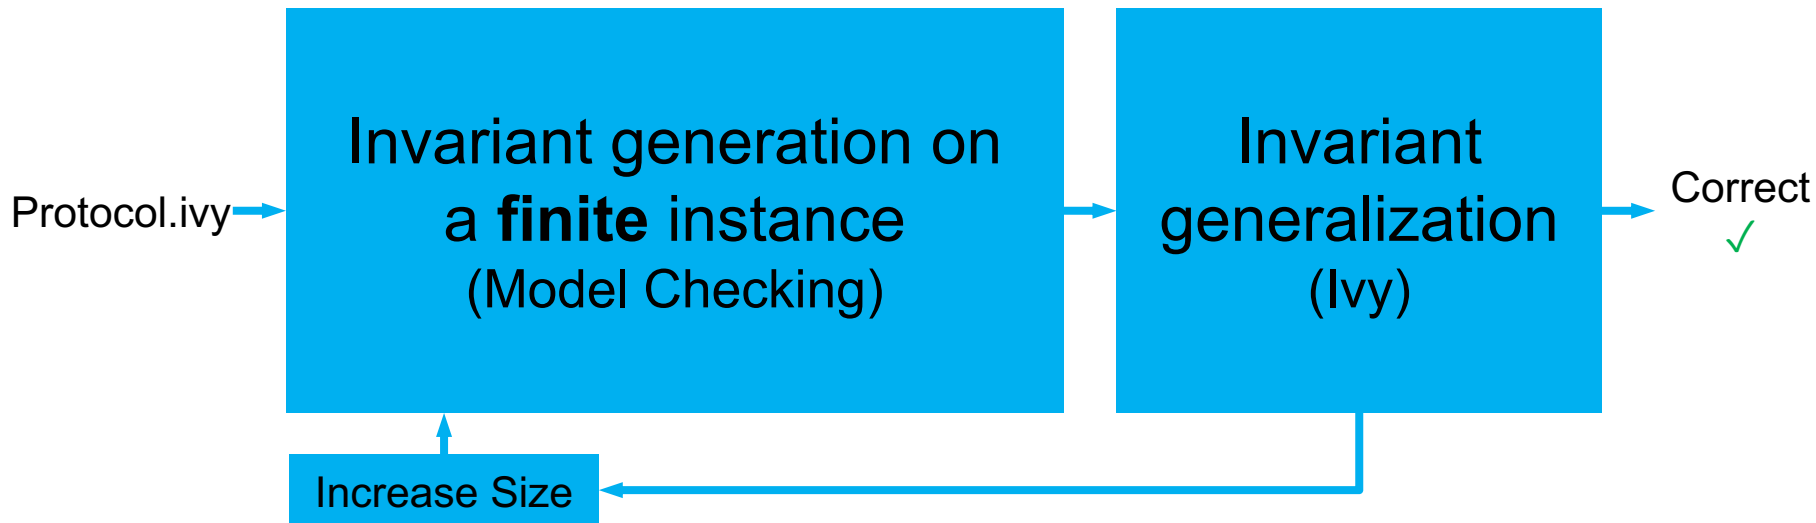 Protocol.ivy
Invariant generation on
a finite instance
(Model Checking)
Invariant
generalization
(Ivy)
Correct
✓
Increase Size